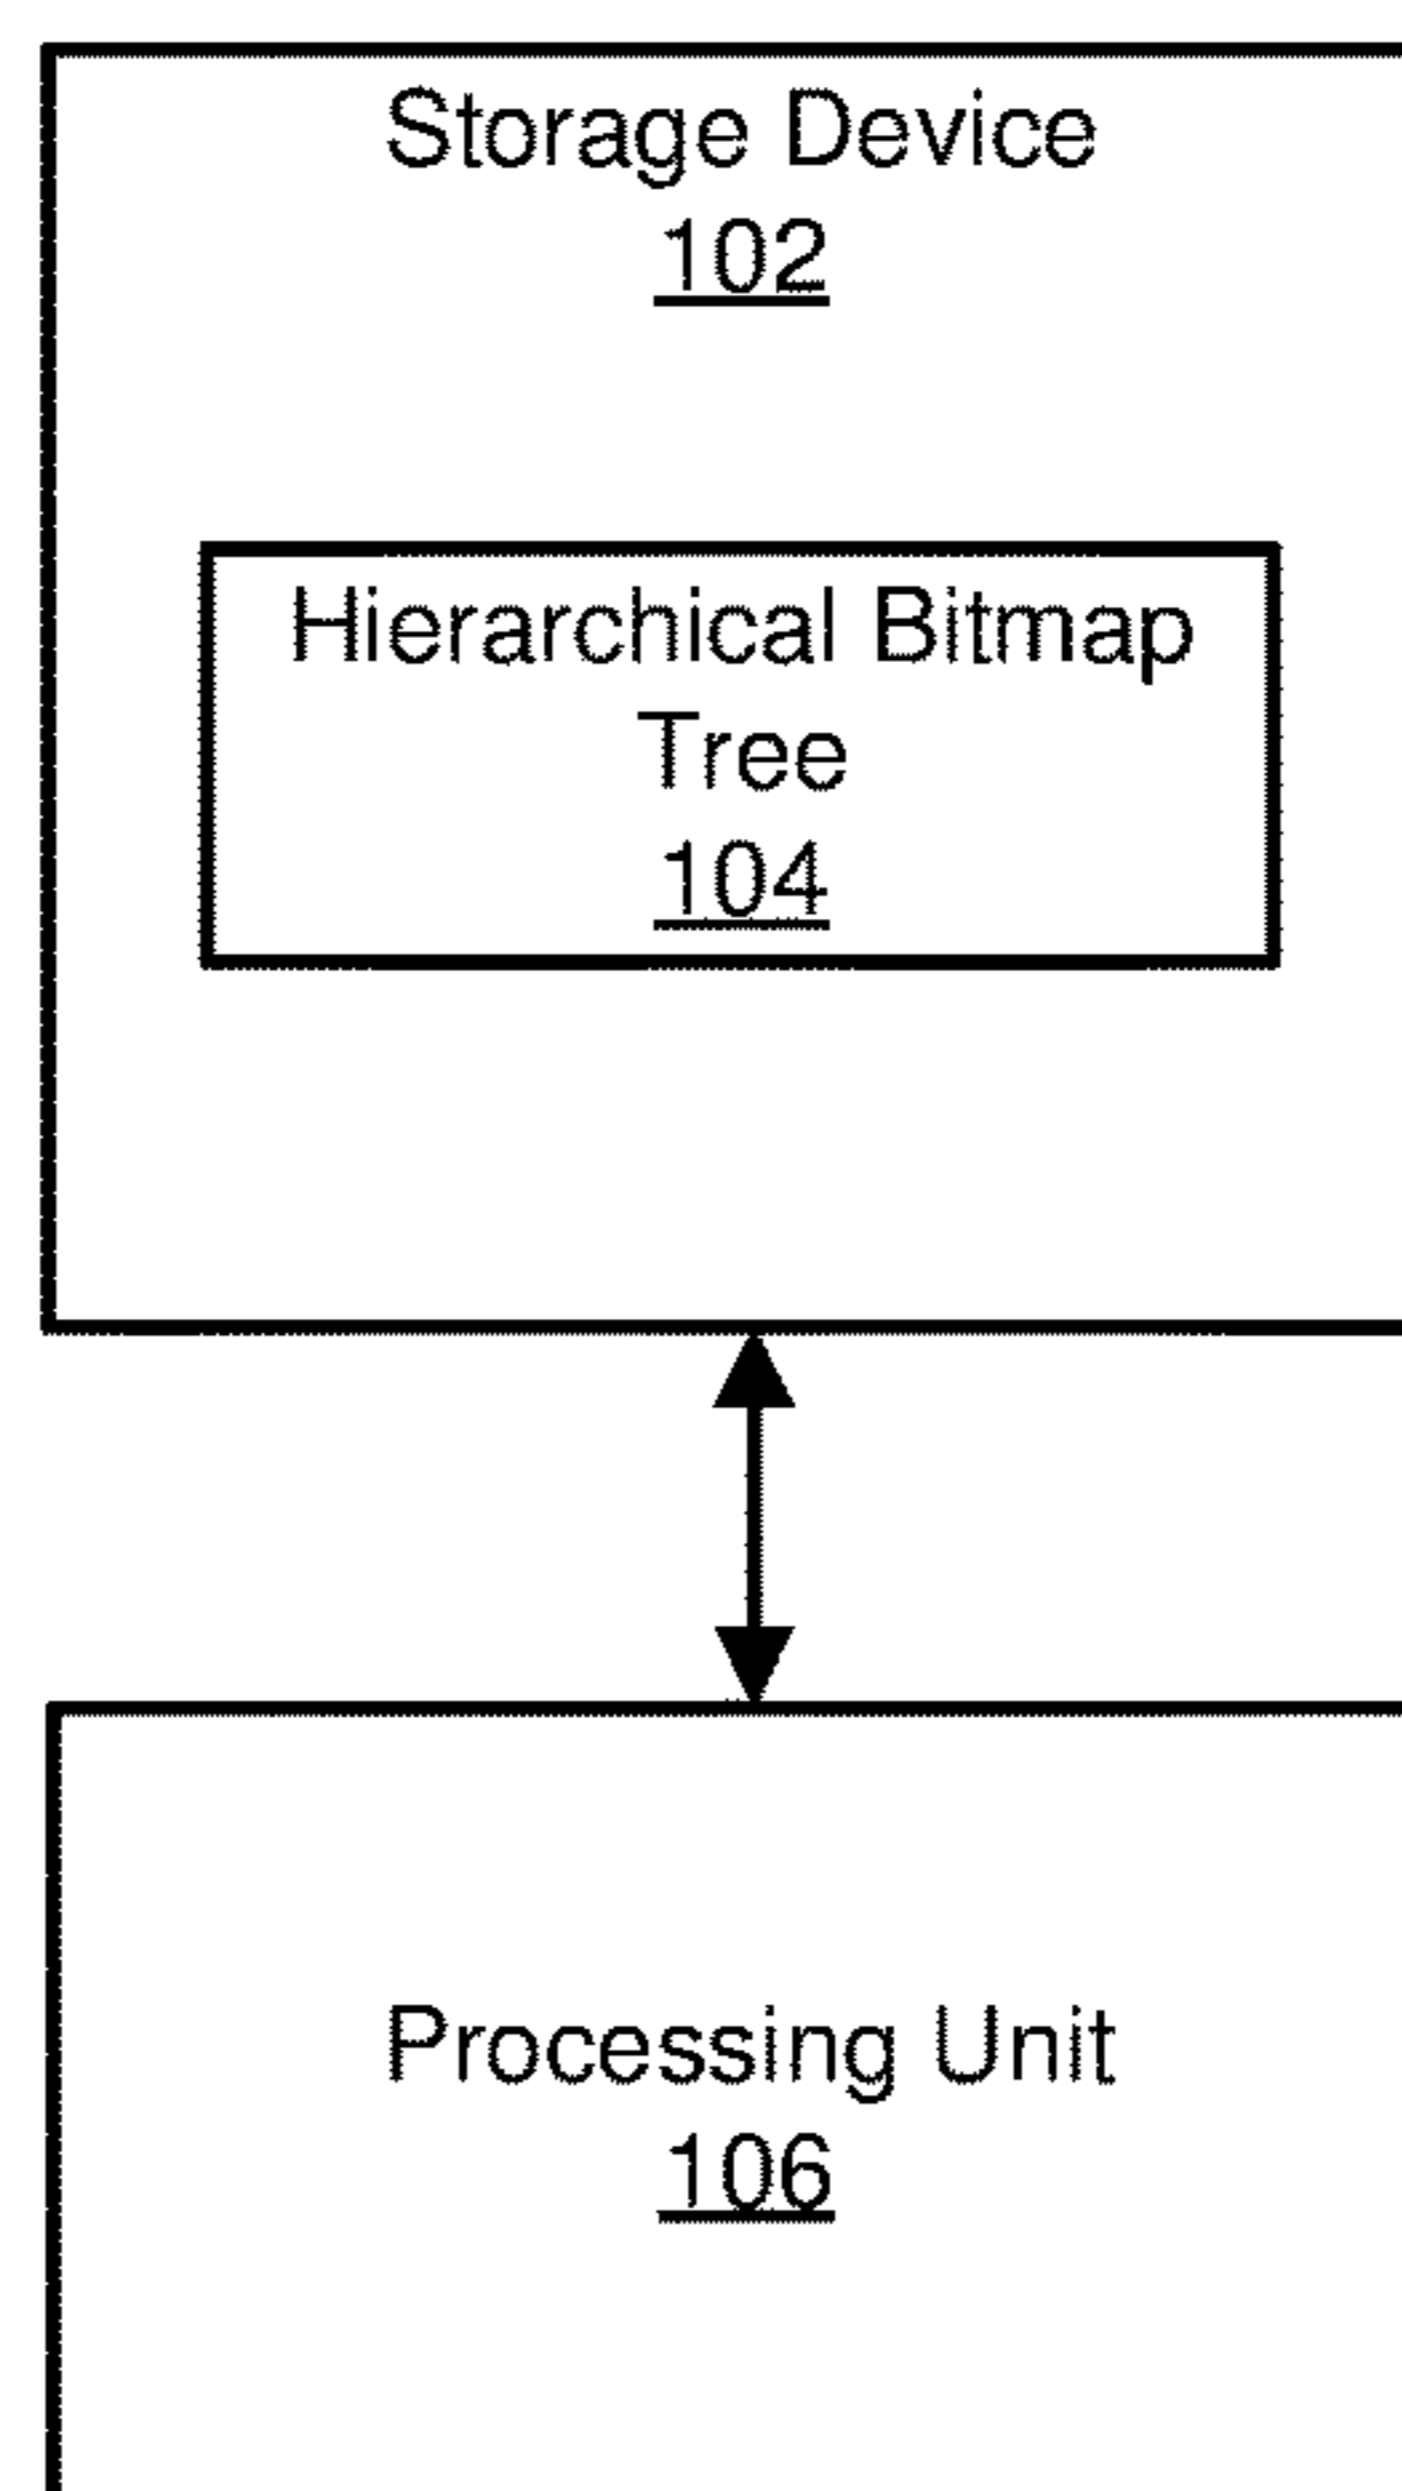 Storage Device
102
Hierarchical Bitmap
Tree
104
Processing Unit
106